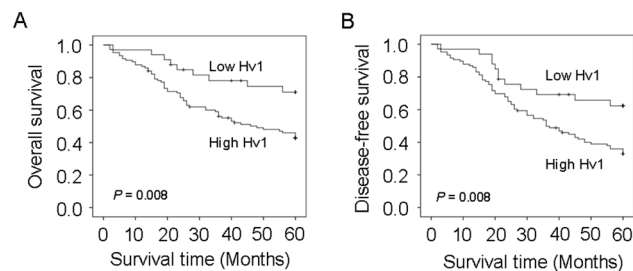 A
Overall survival
1.0
0.8
0.6
0.4
0.2
0.0
Low Hv1
High Hv1
P = 0.008
0 10 20 30 40 50 60
Survival time (Months)
B
Disease-free survival
1.0
0.8
0.6
0.4
0.2
0.0
Low Hv1
High Hv1
P = 0.008
0 10 20 30 40 50 60
Survival time (Months)